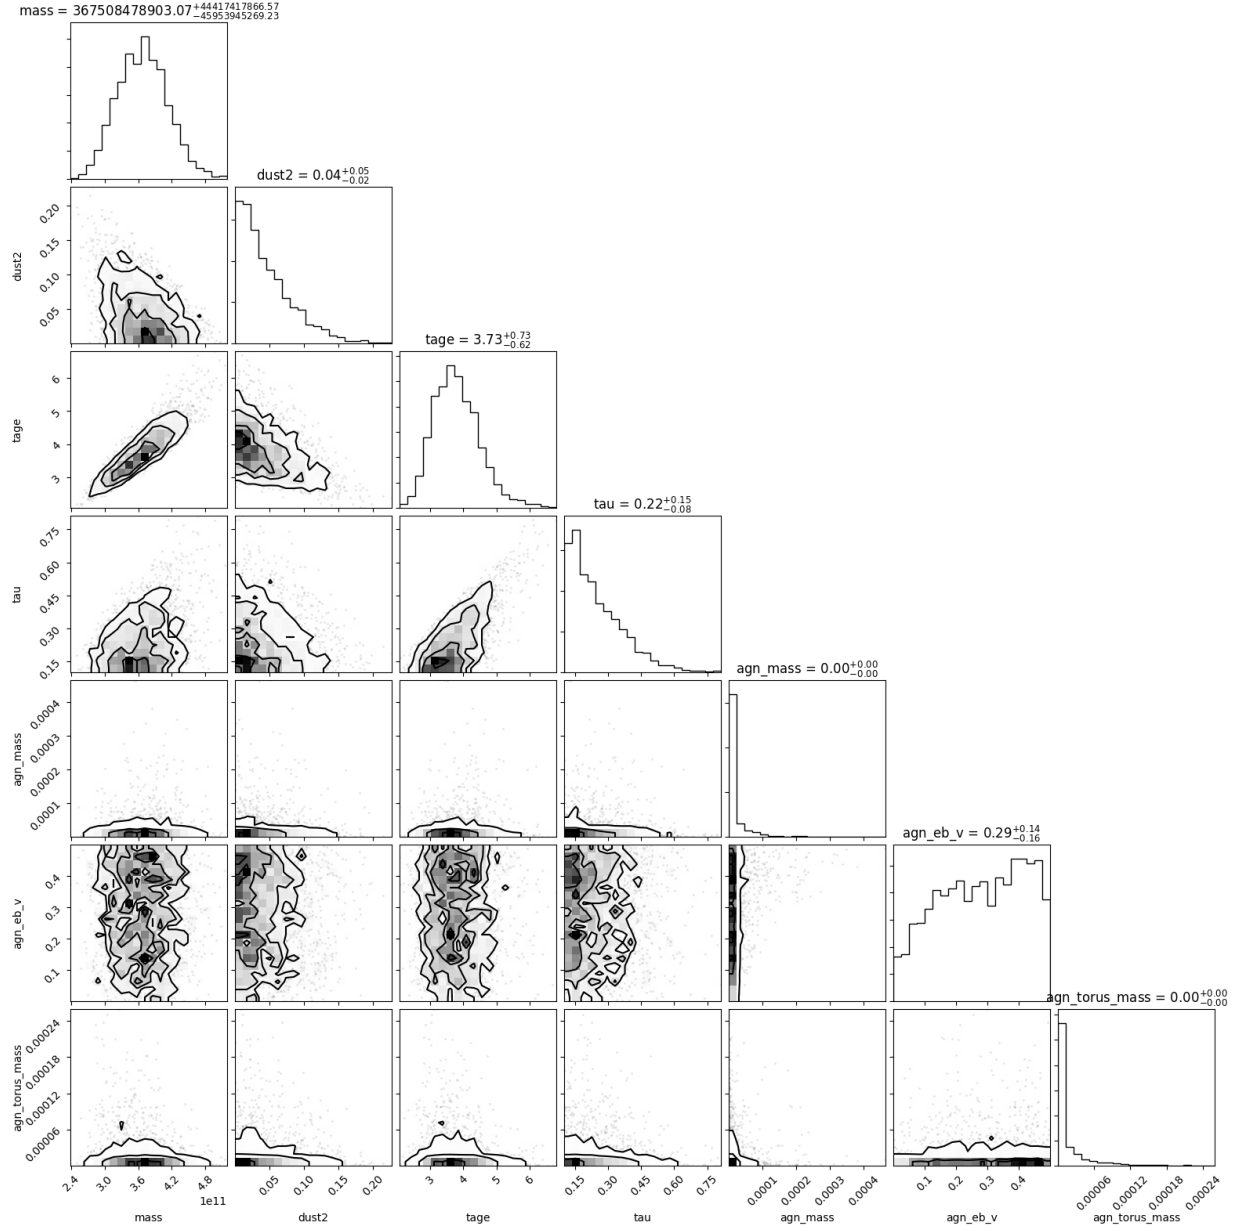 mass = 367508478903.07+44417417866.57−45953945269.23
dust2 = 0.04+0.05−0.02
0.20
0.15
0.10
0.05
dust2
tage = 3.73+0.73−0.62
6
5
4
3
tage
tau = 0.22+0.15−0.08
0.75
0.60
0.45
0.30
0.15
tau
agn_mass = 0.00+0.00−0.00
0.0004
0.0003
0.0002
0.0001
agn_mass
agn_eb_v = 0.29+0.14−0.16
0.4
0.3
0.2
0.1
agn_eb_v
agn_torus_mass = 0.00+0.00−0.00
0.00024
0.00018
0.00012
0.00006
agn_torus_mass
2.4 3.0 3.6 4.2 4.8 0.05 0.10 0.15 0.20 3 4 5 6 0.15 0.30 0.45 0.60 0.75 0.0001 0.0002 0.0003 0.0004 0.1 0.2 0.3 0.4 0.00006 0.00012 0.00018 0.00024
1e11
mass dust2 tage tau agn_mass agn_eb_v agn_torus_mass